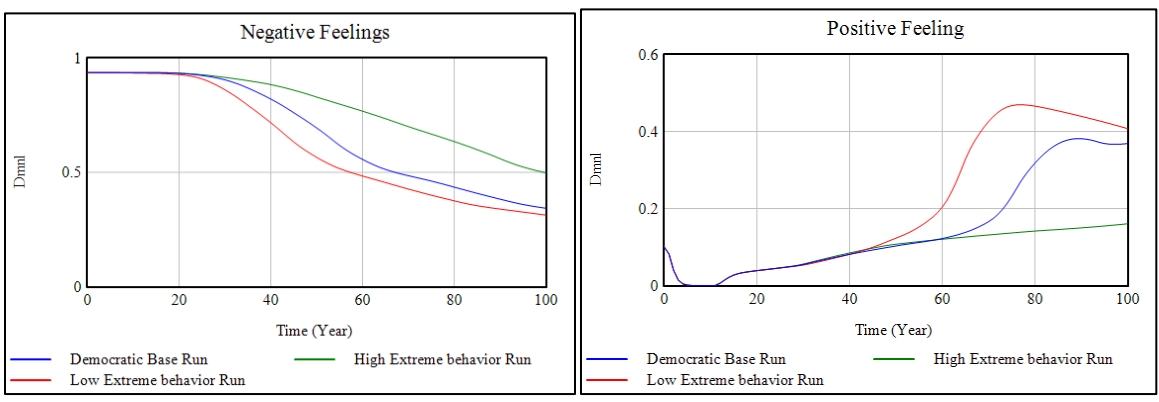 Negative Feelings
1
0.5
0
Dmnl
0 20 40 60 80 100
Time (Year)
Democratic Base Run High Extreme behavior Run
Low Extreme behavior Run
Positive Feeling
0.6
0.4
0.2
0
Dmnl
0 20 40 60 80 100
Time (Year)
Democratic Base Run High Extreme behavior Run
Low Extreme behavior Run